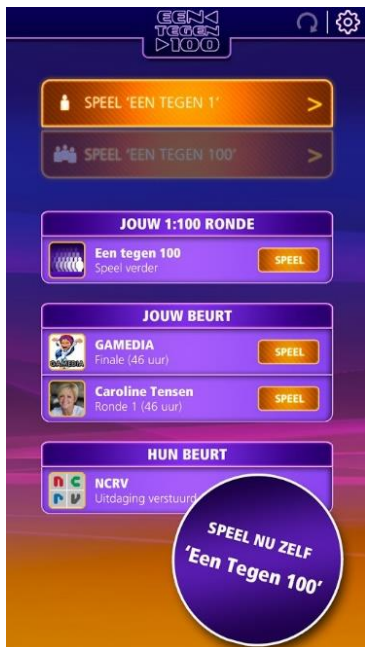 EEN
TEGEN
100
SPEEL 'EEN TEGEN 1'
SPEEL 'EEN TEGEN 100'
JOUW 1:100 RONDE
Een tegen 100
Speel verder
SPEEL
JOUW BEURT
GAMEDIA
GAMEDIA
Finale (46 uur)
SPEEL
Caroline Tensen
Ronde 1 (46 uur)
SPEEL
HUN BEURT
n c r v
NCRV
Uitdaging verstuurd
SPEEL NU ZELF
'Een Tegen 100'